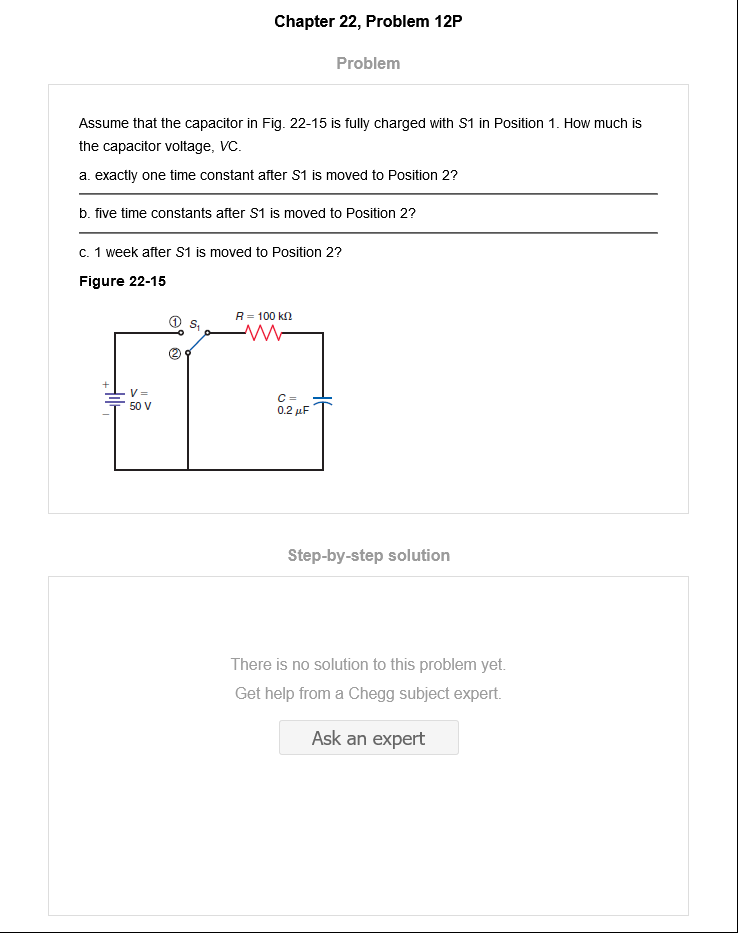 Chapter 22, Problem 12P
Problem
Assume that the capacitor in Fig. 22-15 is fully charged with S1 in Position 1. How much is
the capacitor voltage, VC.
a. exactly one time constant after S1 is moved to Position 2?
b. five time constants after S1 is moved to Position 2?
c. 1 week after S1 is moved to Position 2?
Figure 22-15
① S₁
R = 100 kΩ
②
+
V =
50 V
−
C =
0.2 μF
Step-by-step solution
There is no solution to this problem yet.
Get help from a Chegg subject expert.
Ask an expert